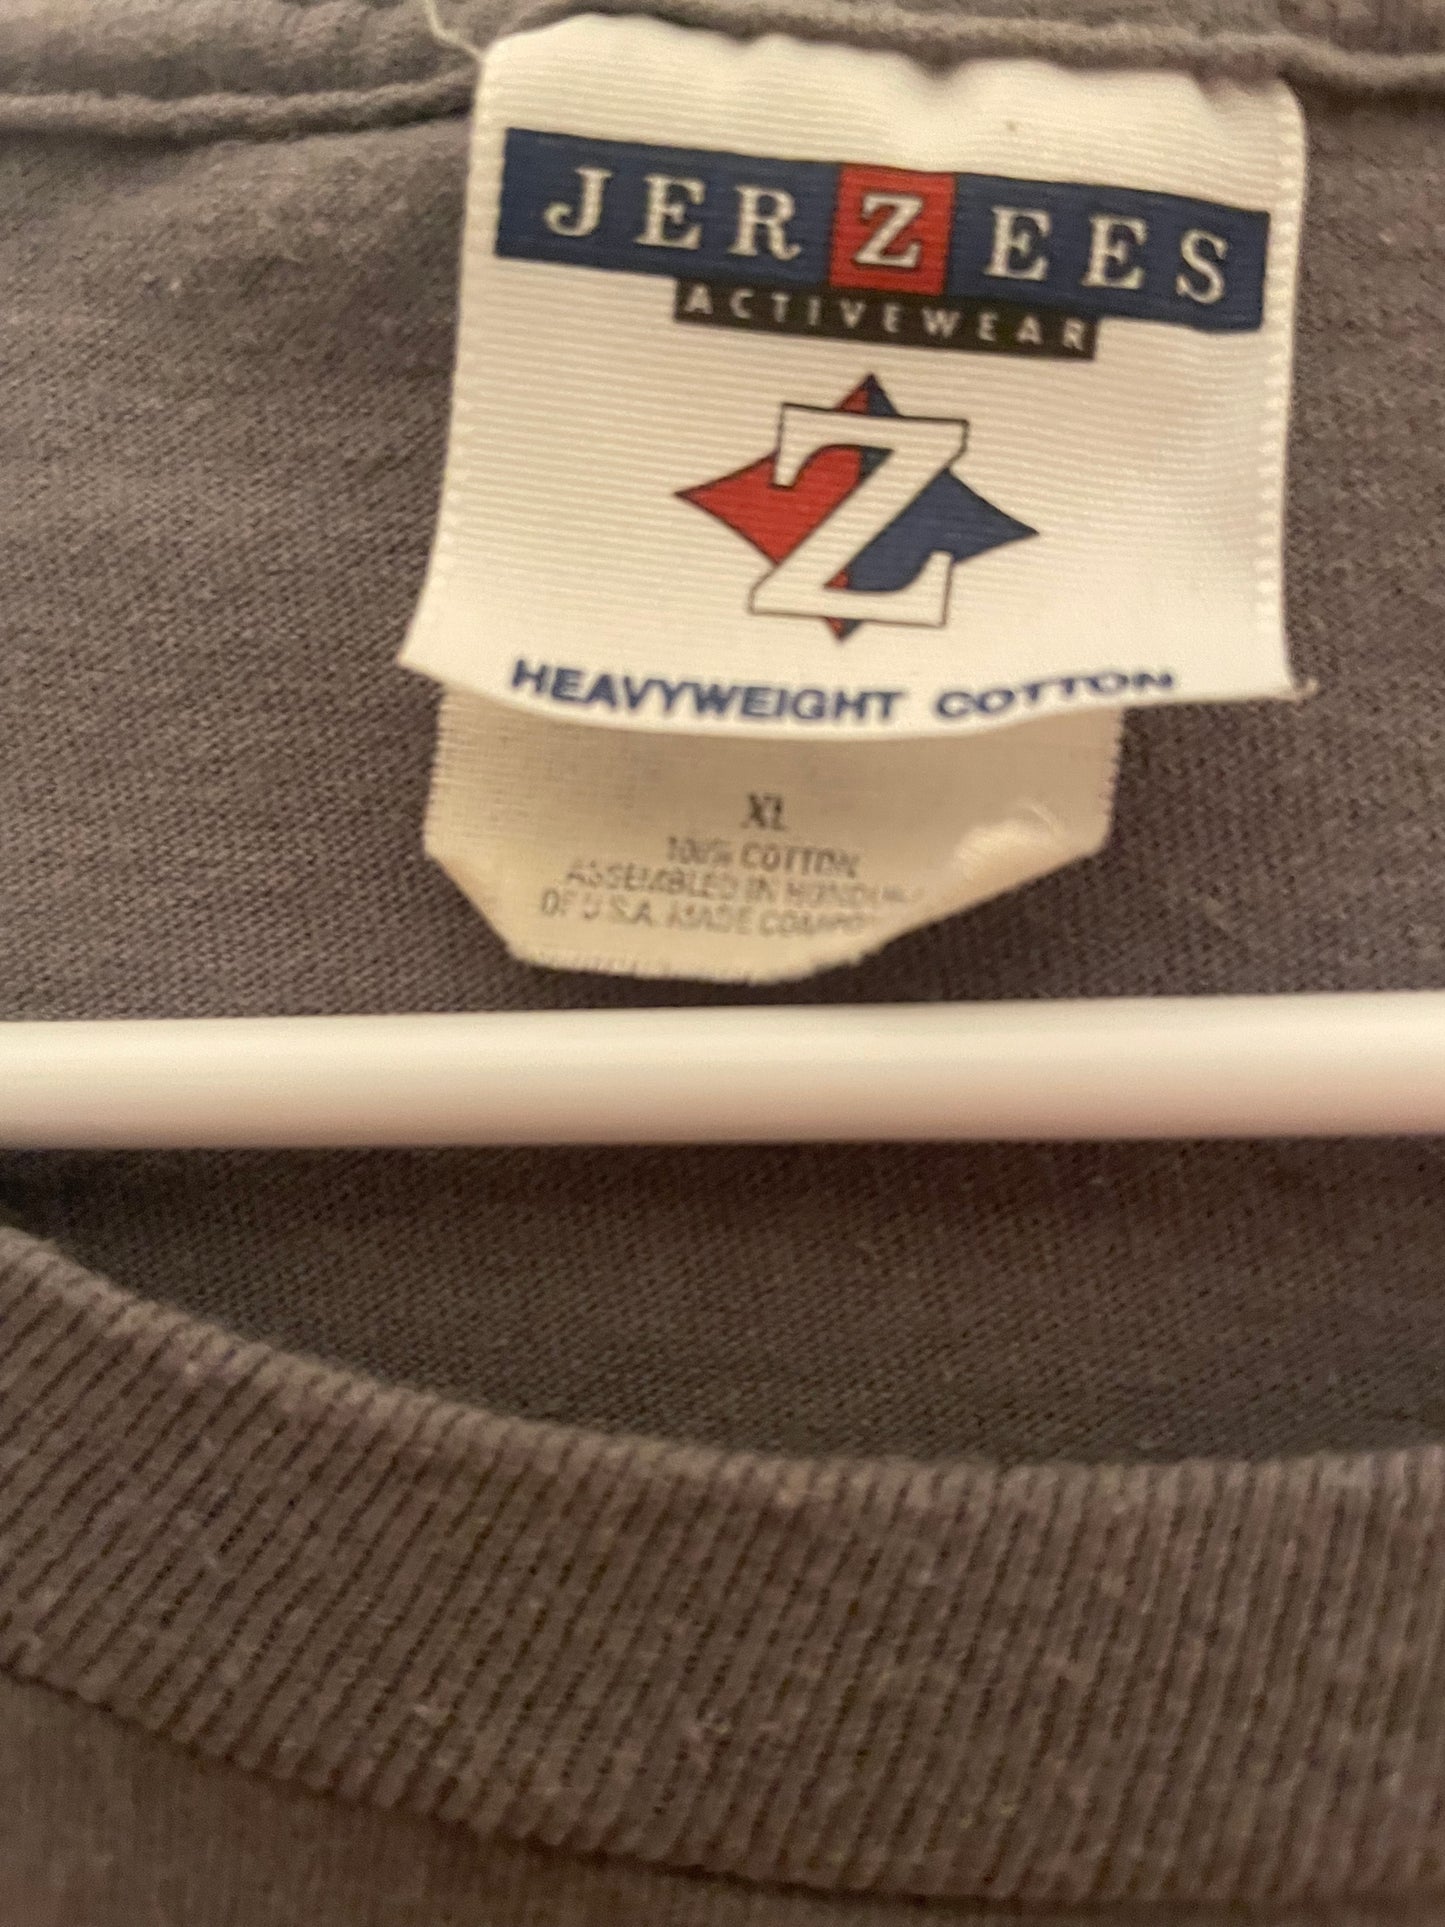 JERZEES
ACTIVEWEAR
Z
HEAVYWEIGHT COTTON
XL
100% COTTON
ASSEMBLED IN
OF U.S.A. MADE